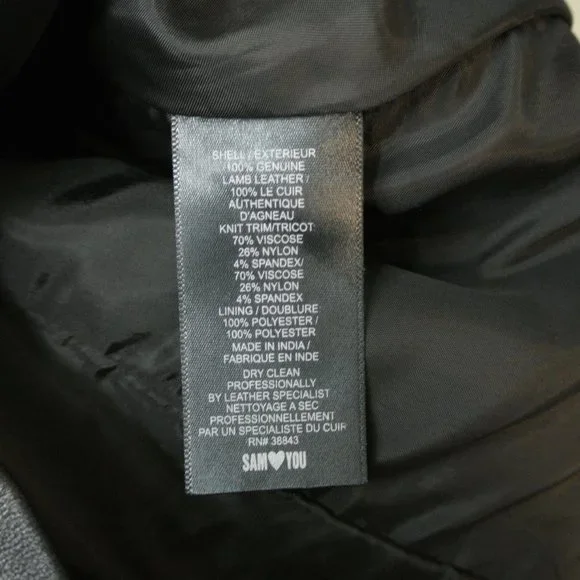 SHELL / EXTERIEUR
100% GENUINE
LAMB LEATHER /
100% LE CUIR
AUTHENTIQUE
D'AGNEAU
KNIT TRIM/TRICOT
70% VISCOSE
26% NYLON
4% SPANDEX/
70% VISCOSE
26% NYLON
4% SPANDEX
LINING / DOUBLURE
100% POLYESTER /
100% POLYESTER
MADE IN INDIA /
FABRIQUE EN INDE
DRY CLEAN
PROFESSIONALLY
BY LEATHER SPECIALIST
NETTOYAGE A SEC
PROFESSIONNELLEMENT
PAR UN SPECIALISTE DU CUIR
RN# 38843
SAM♥YOU